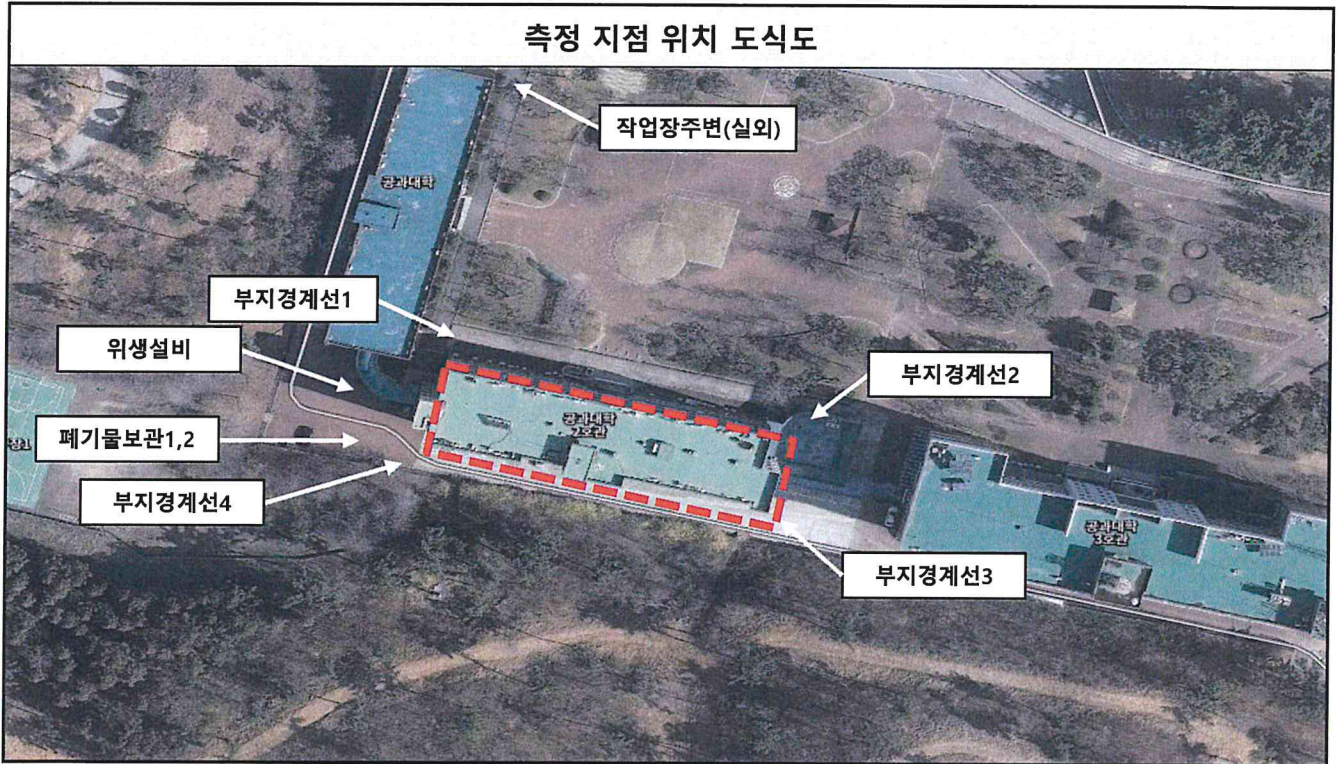 측정 지점 위치 도식도
작업장주변(실외)
공과대학
부지경계선1
위생설비
부지경계선2
공과대학
2호관
폐기물보관1,2
부지경계선4
공과대학
3호관
부지경계선3